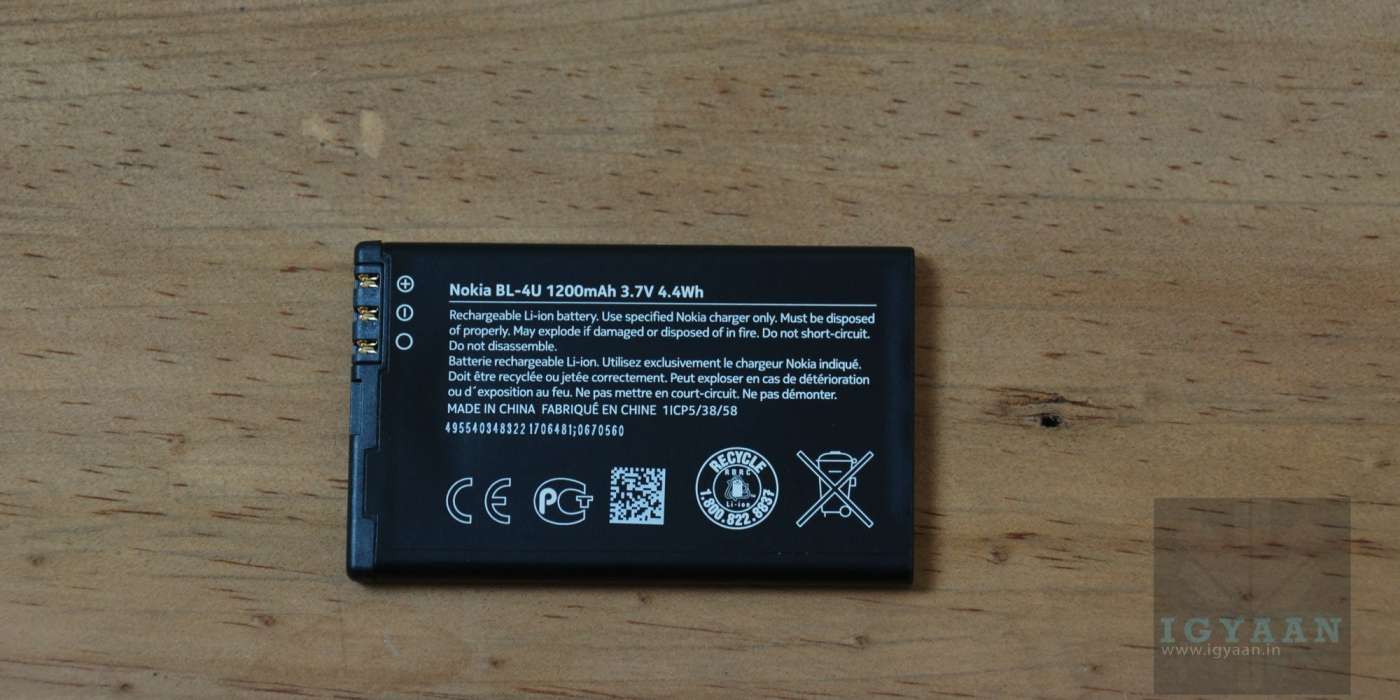 Nokia BL-4U 1200mAh 3.7V 4.4Wh
Rechargeable Li-ion battery. Use specified Nokia charger only. Must be disposed
of properly. May explode if damaged or disposed of in fire. Do not short-circuit.
Do not disassemble.
Batterie rechargeable Li-ion. Utilisez exclusivement le chargeur Nokia indiqué.
Doit être recyclée ou jetée correctement. Peut exploser en cas de détérioration
ou d´exposition au feu. Ne pas mettre en court-circuit. Ne pas démonter.
MADE IN CHINA FABRIQUÉ EN CHINE 1ICP5/38/58
4955403483221706481;0670560
CE PCT
RECYCLE
RBRC
Li-ion
1.800.822.8837
IGYAAN
www.igyaan.in